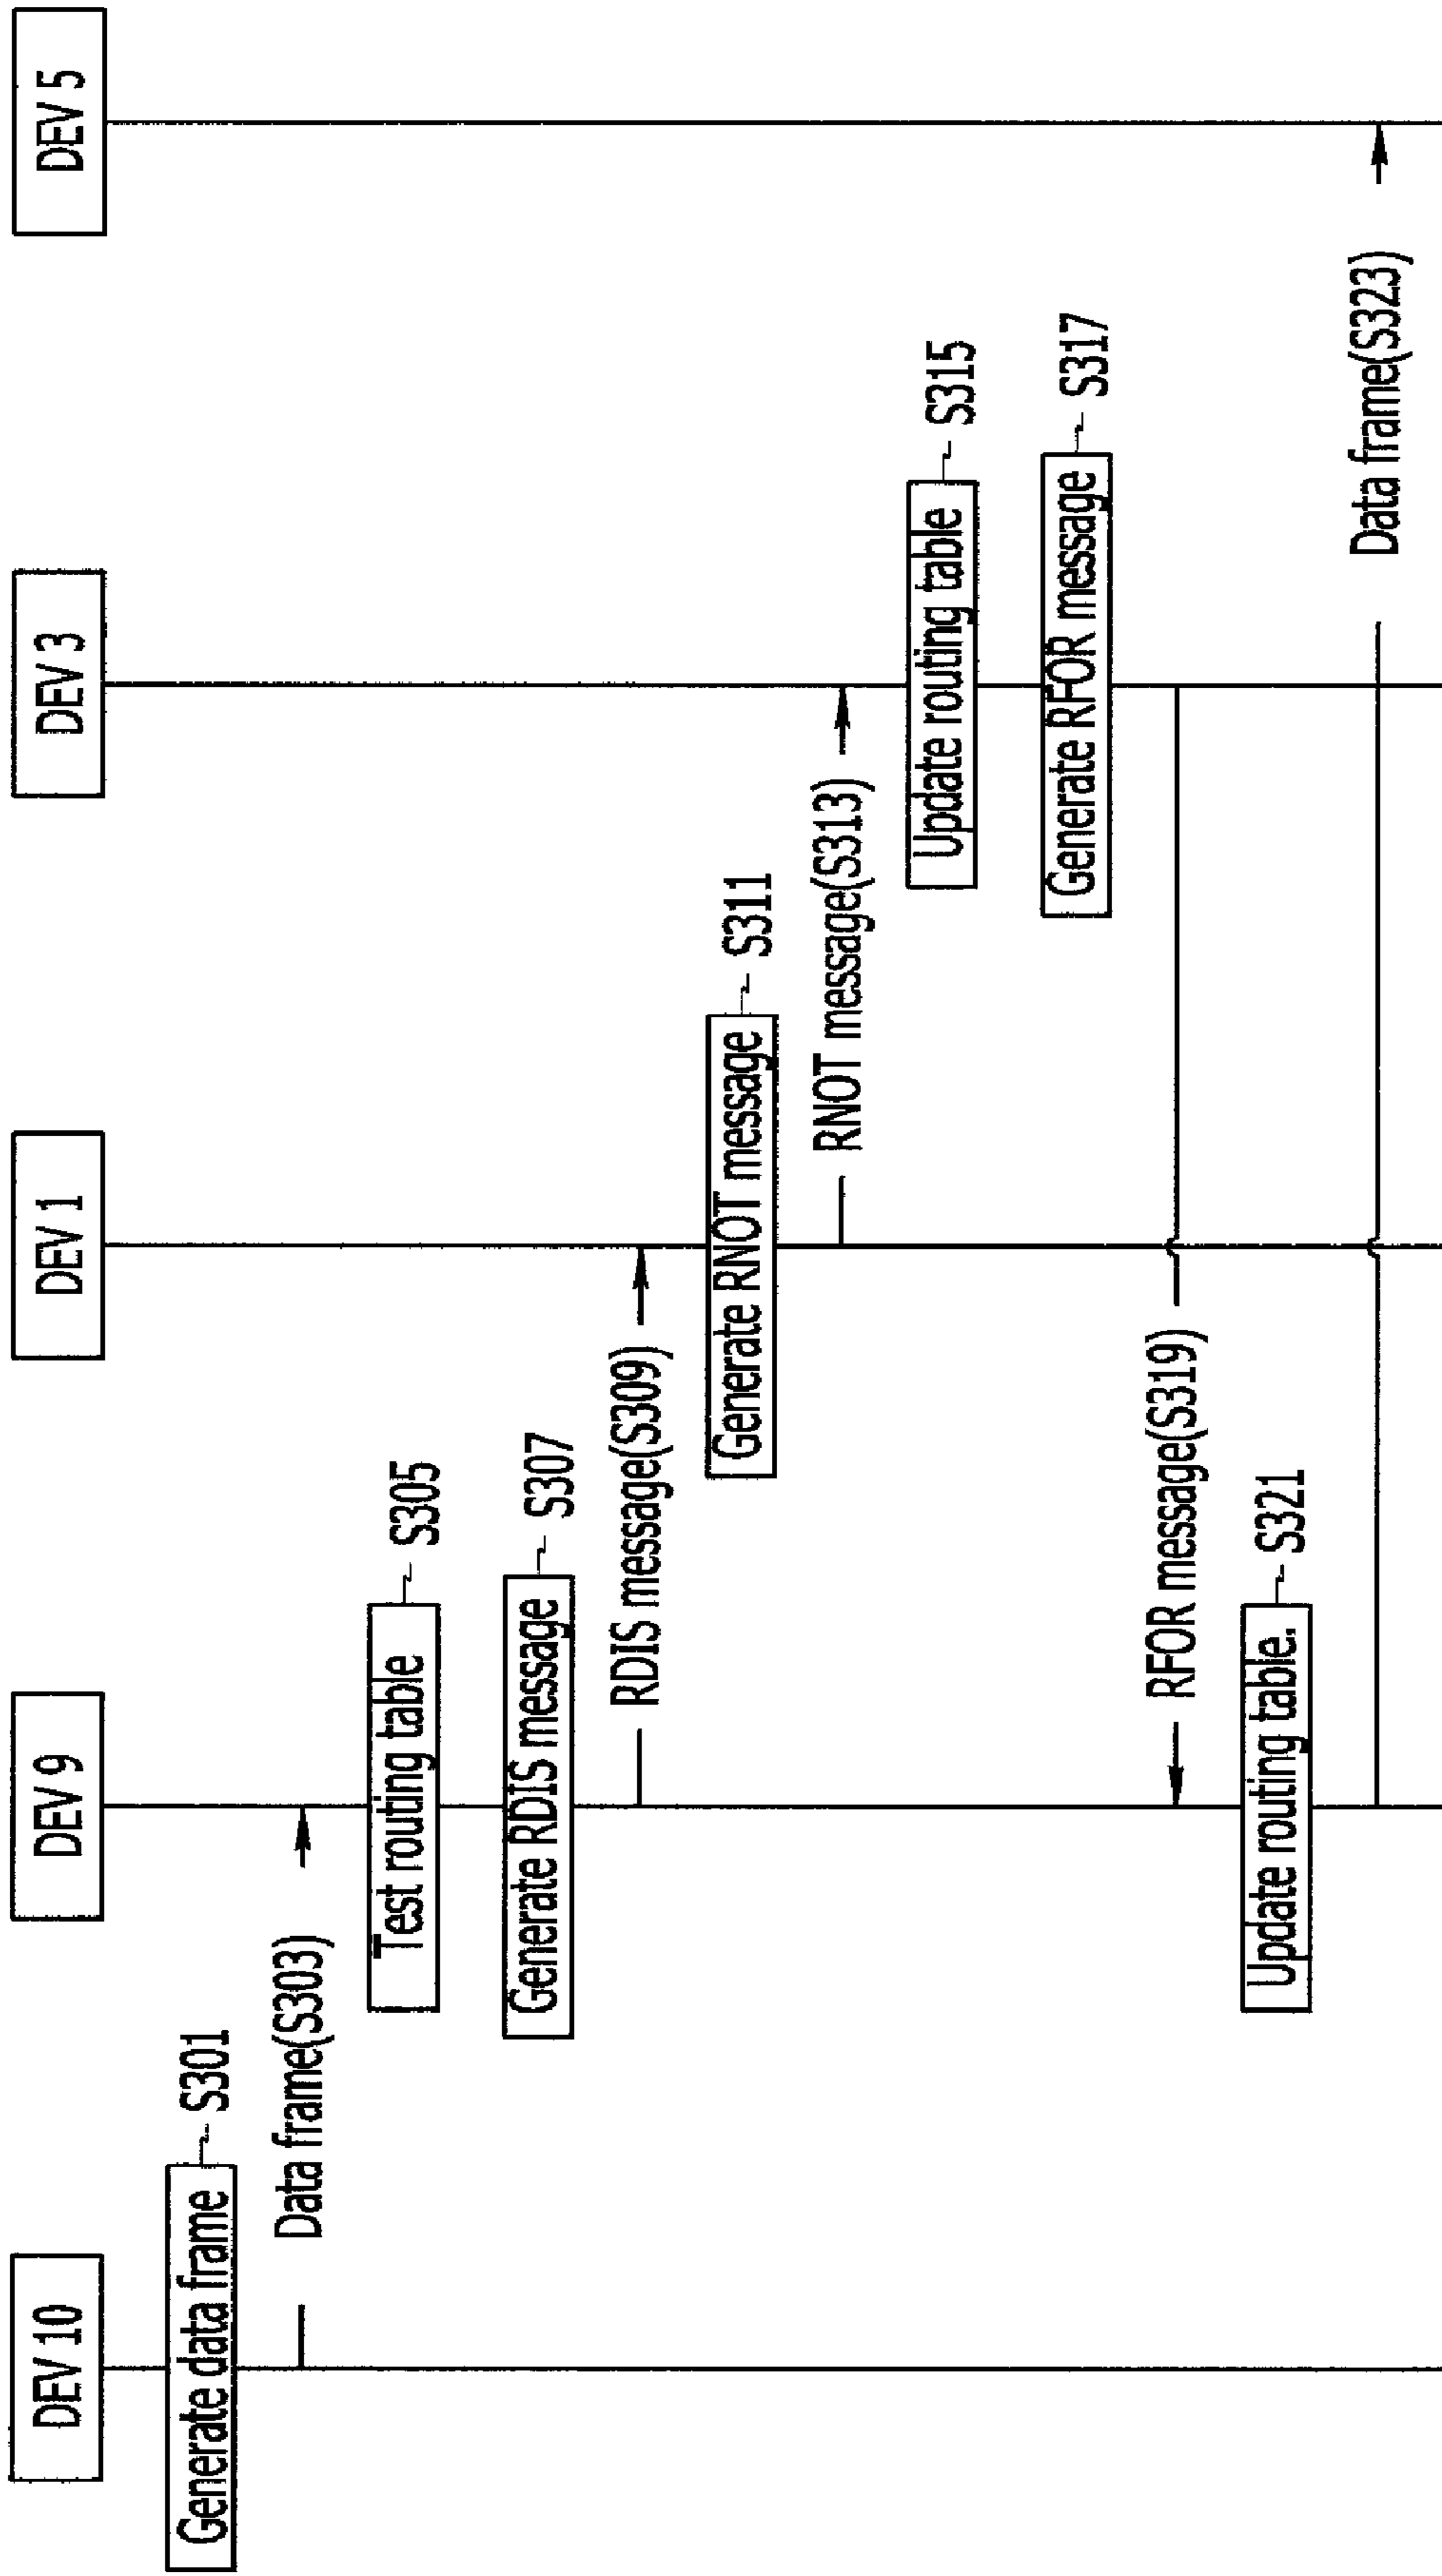 DEV 10
DEV 9
DEV 1
DEV 3
DEV 5
Generate data frame
S301
Data frame(S303)
Test routing table
S305
Generate RDIS message
S307
RDIS message(S309)
Generate RNOT message
S311
RNOT message(S313)
Update routing table
S315
Generate RFOR message
S317
RFOR message(S319)
Update routing table.
S321
Data frame(S323)